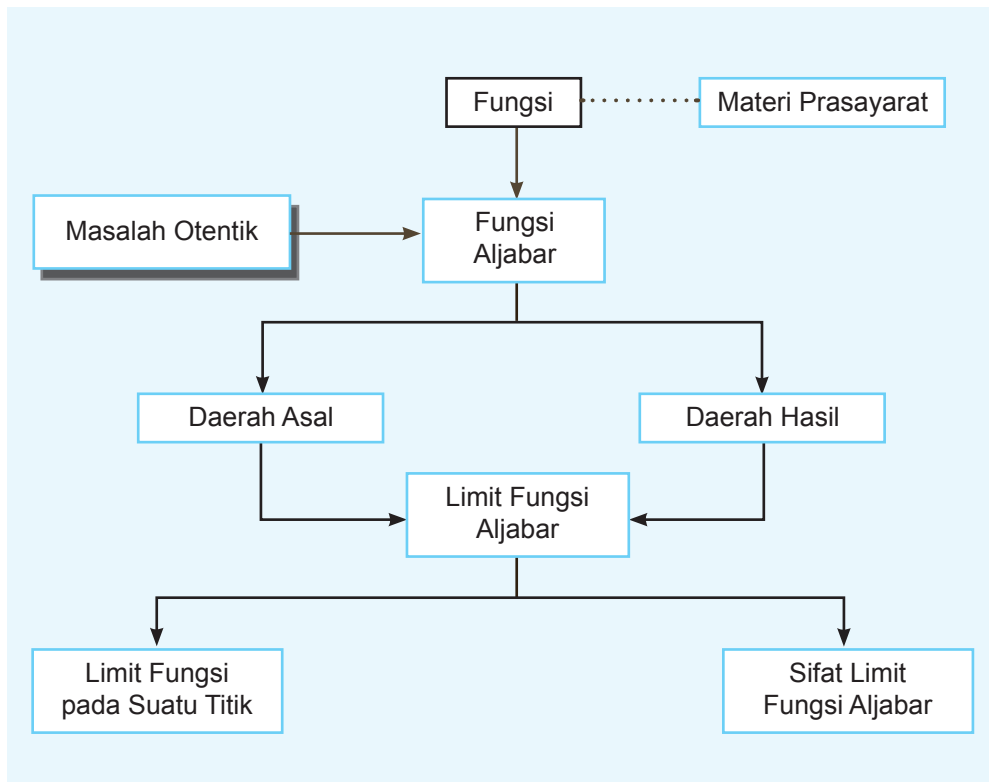 Fungsi
Materi Prasayarat
Masalah Otentik
Fungsi
Aljabar
Daerah Asal
Daerah Hasil
Limit Fungsi
Aljabar
Limit Fungsi
pada Suatu Titik
Sifat Limit
Fungsi Aljabar